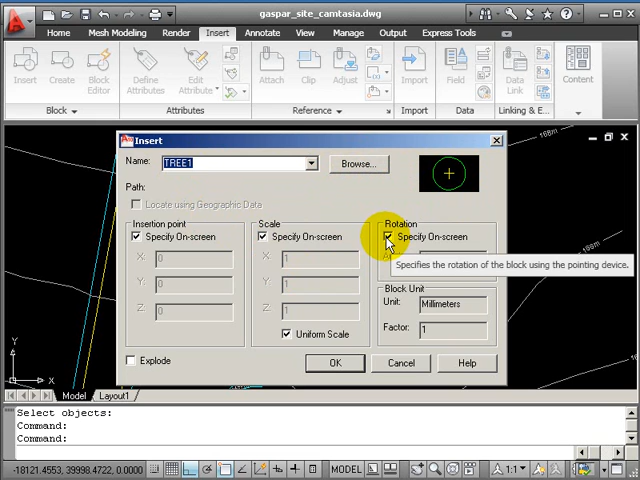 gaspar_site_camtasia.dwg
Home Mesh Modeling Render Insert Annotate View Manage Output Express Tools
Insert Create Block Editor Define Attributes Edit Attributes Attach Clip Adjust Import Field Data Link Content
Block Attributes Reference Import Data Linking & E...
Insert
Name: TREE1 Browse...
Path:
Locate using Geographic Data
Insertion point Scale Rotation
Specify On-screen Specify On-screen Specify On-screen
X: 0 X: 1
Specifies the rotation of the block using the pointing device.
Y: 0 Y: 1
Block Unit
Z: 0 Z: 1 Unit: Millimeters
Uniform Scale Factor: 1
Explode OK Cancel Help
168m
166m
Y
X
Model Layout1
Select objects:
Command:
Command:
-18121.4553, 39998.4722, 0.0000 MODEL 1:1